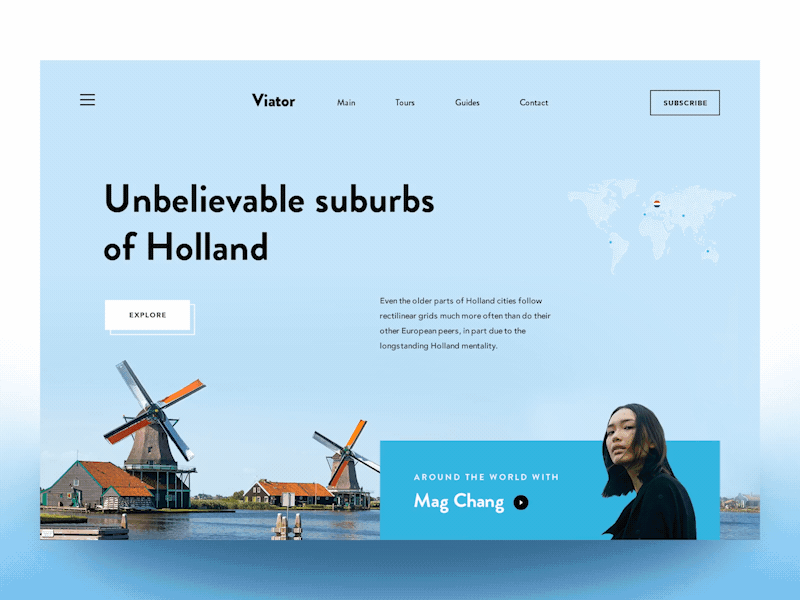 Viator
Main
Tours
Guides
Contact
SUBSCRIBE
Unbelievable suburbs
of Holland
EXPLORE
Even the older parts of Holland cities follow
rectilinear grids much more often than do their
other European peers, in part due to the
longstanding Holland mentality.
AROUND THE WORLD WITH
Mag Chang